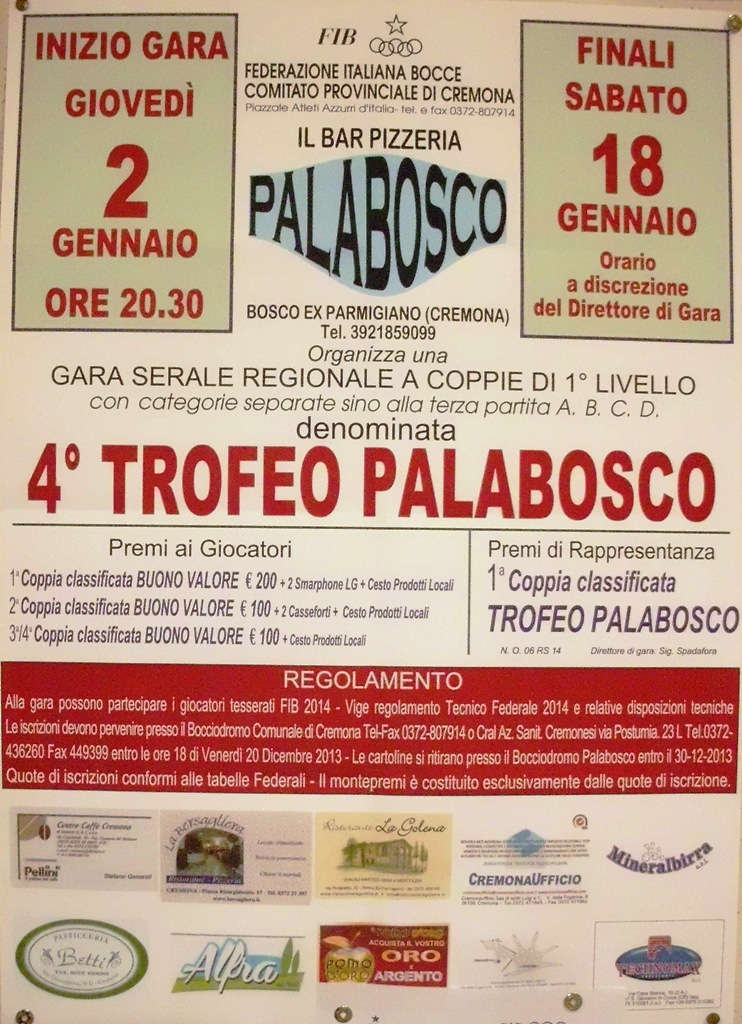 INIZIO GARA
GIOVEDÌ
2
GENNAIO
ORE 20.30
FIB
FEDERAZIONE ITALIANA BOCCE
COMITATO PROVINCIALE DI CREMONA
Piazzale Atleti Azzurri d'Italia- tel. e fax 0372-807914
IL BAR PIZZERIA
PALABOSCO
BOSCO EX PARMIGIANO (CREMONA)
Tel. 3921859099
FINALI
SABATO
18
GENNAIO
Orario
a discrezione
del Direttore di Gara
Organizza una
GARA SERALE REGIONALE A COPPIE DI 1° LIVELLO
con categorie separate sino alla terza partita A. B. C. D.
denominata
4° TROFEO PALABOSCO
Premi ai Giocatori
1ª Coppia classificata BUONO VALORE € 200 + 2 Smarphone LG + Cesto Prodotti Locali
2ª Coppia classificata BUONO VALORE € 100 + 2 Casseforti + Cesto Prodotti Locali
3ª/4ª Coppia classificata BUONO VALORE € 100 + Cesto Prodotti Locali
Premi di Rappresentanza
1ª Coppia classificata
TROFEO PALABOSCO
N. O. 06 RS 14 Direttore di gara: Sig. Spadafora
REGOLAMENTO
Alla gara possono partecipare i giocatori tesserati FIB 2014 - Vige regolamento Tecnico Federale 2014 e relative disposizioni tecniche
Le iscrizioni devono pervenire presso il Bocciodromo Comunale di Cremona Tel-Fax 0372-807914 o Cral Az. Sanit. Cremonesi via Postumia. 23 L Tel.0372-
436260 Fax 449399 entro le ore 18 di Venerdì 20 Dicembre 2013 - Le cartoline si ritirano presso il Bocciodromo Palabosco entro il 30-12-2013
Quote di iscrizioni conformi alle tabelle Federali - Il montepremi è costituito esclusivamente dalle quote di iscrizione.
Centro Caffè Cremona
Pellini
La Bersagliera
Ristorante - Pizzeria
Ristorante La Golena
CREMONAUFFICIO
Mineralbirra
PASTICCERIA
Betti
Alfra
ACQUISTA IL VOSTRO
POMO
D'ORO
ORO
E
ARGENTO
TECHNOMAX